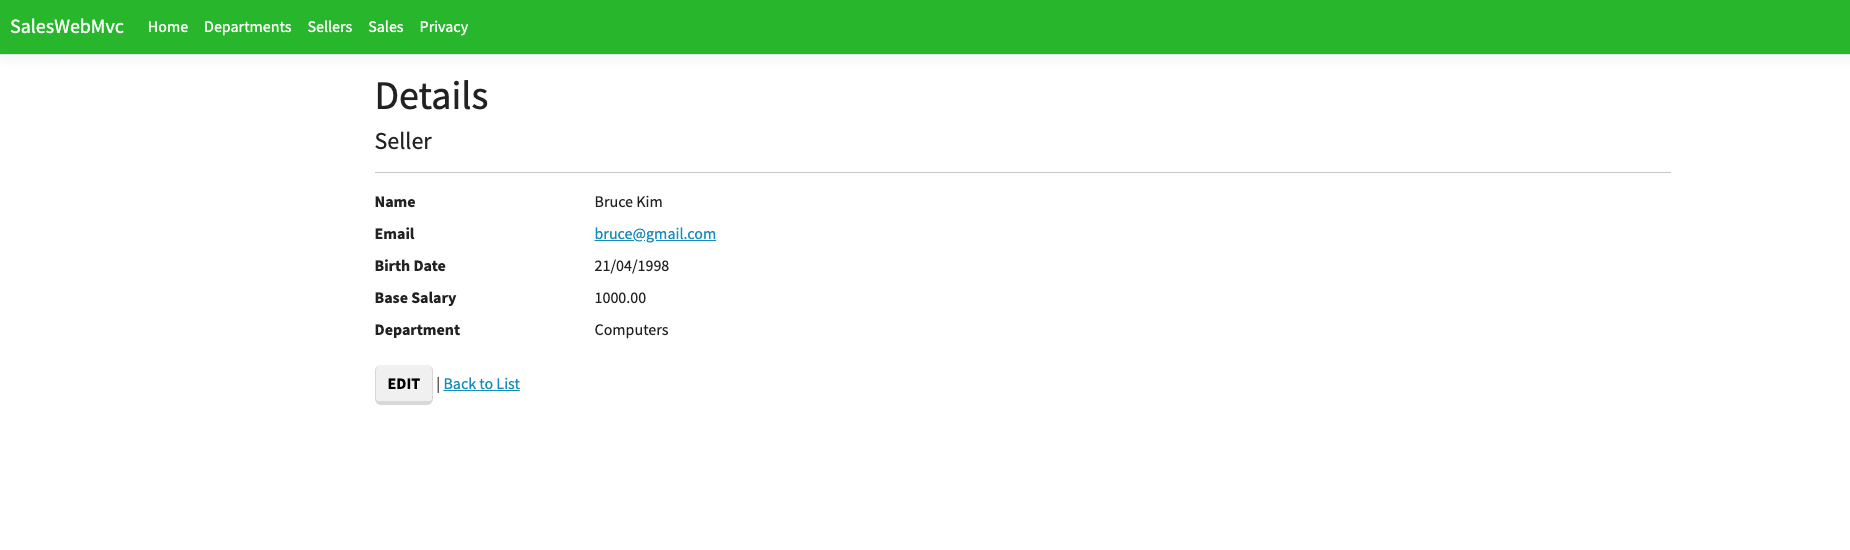 SalesWebMvc Home Departments Sellers Sales Privacy
Details
Seller
Name Bruce Kim
Email bruce@gmail.com
Birth Date 21/04/1998
Base Salary 1000.00
Department Computers
EDIT | Back to List